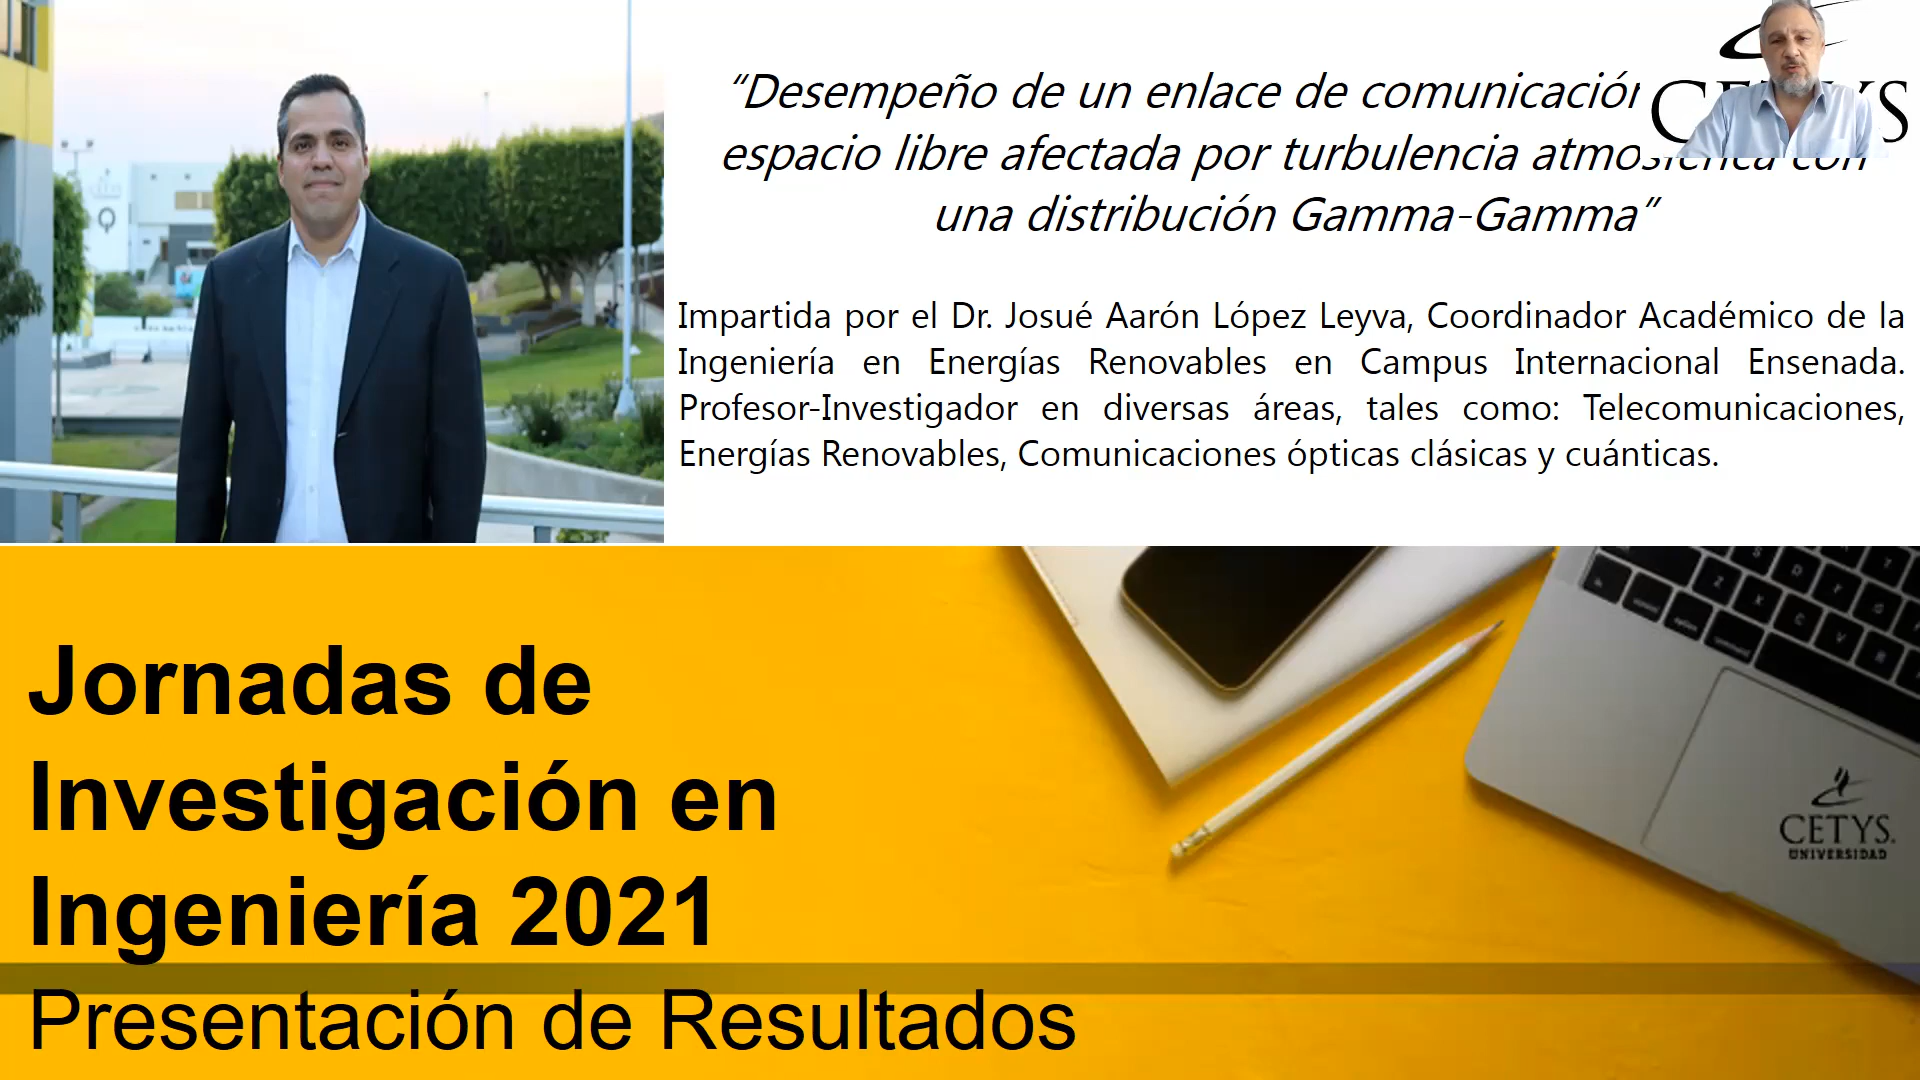 “Desempeño de un enlace de comunicación
espacio libre afectada por turbulencia atmosférica con
una distribución Gamma-Gamma”
Impartida por el Dr. Josué Aarón López Leyva, Coordinador Académico de la
Ingeniería en Energías Renovables en Campus Internacional Ensenada.
Profesor-Investigador en diversas áreas, tales como: Telecomunicaciones,
Energías Renovables, Comunicaciones ópticas clásicas y cuánticas.
Jornadas de
Investigación en
Ingeniería 2021
Presentación de Resultados
CETYS.
UNIVERSIDAD